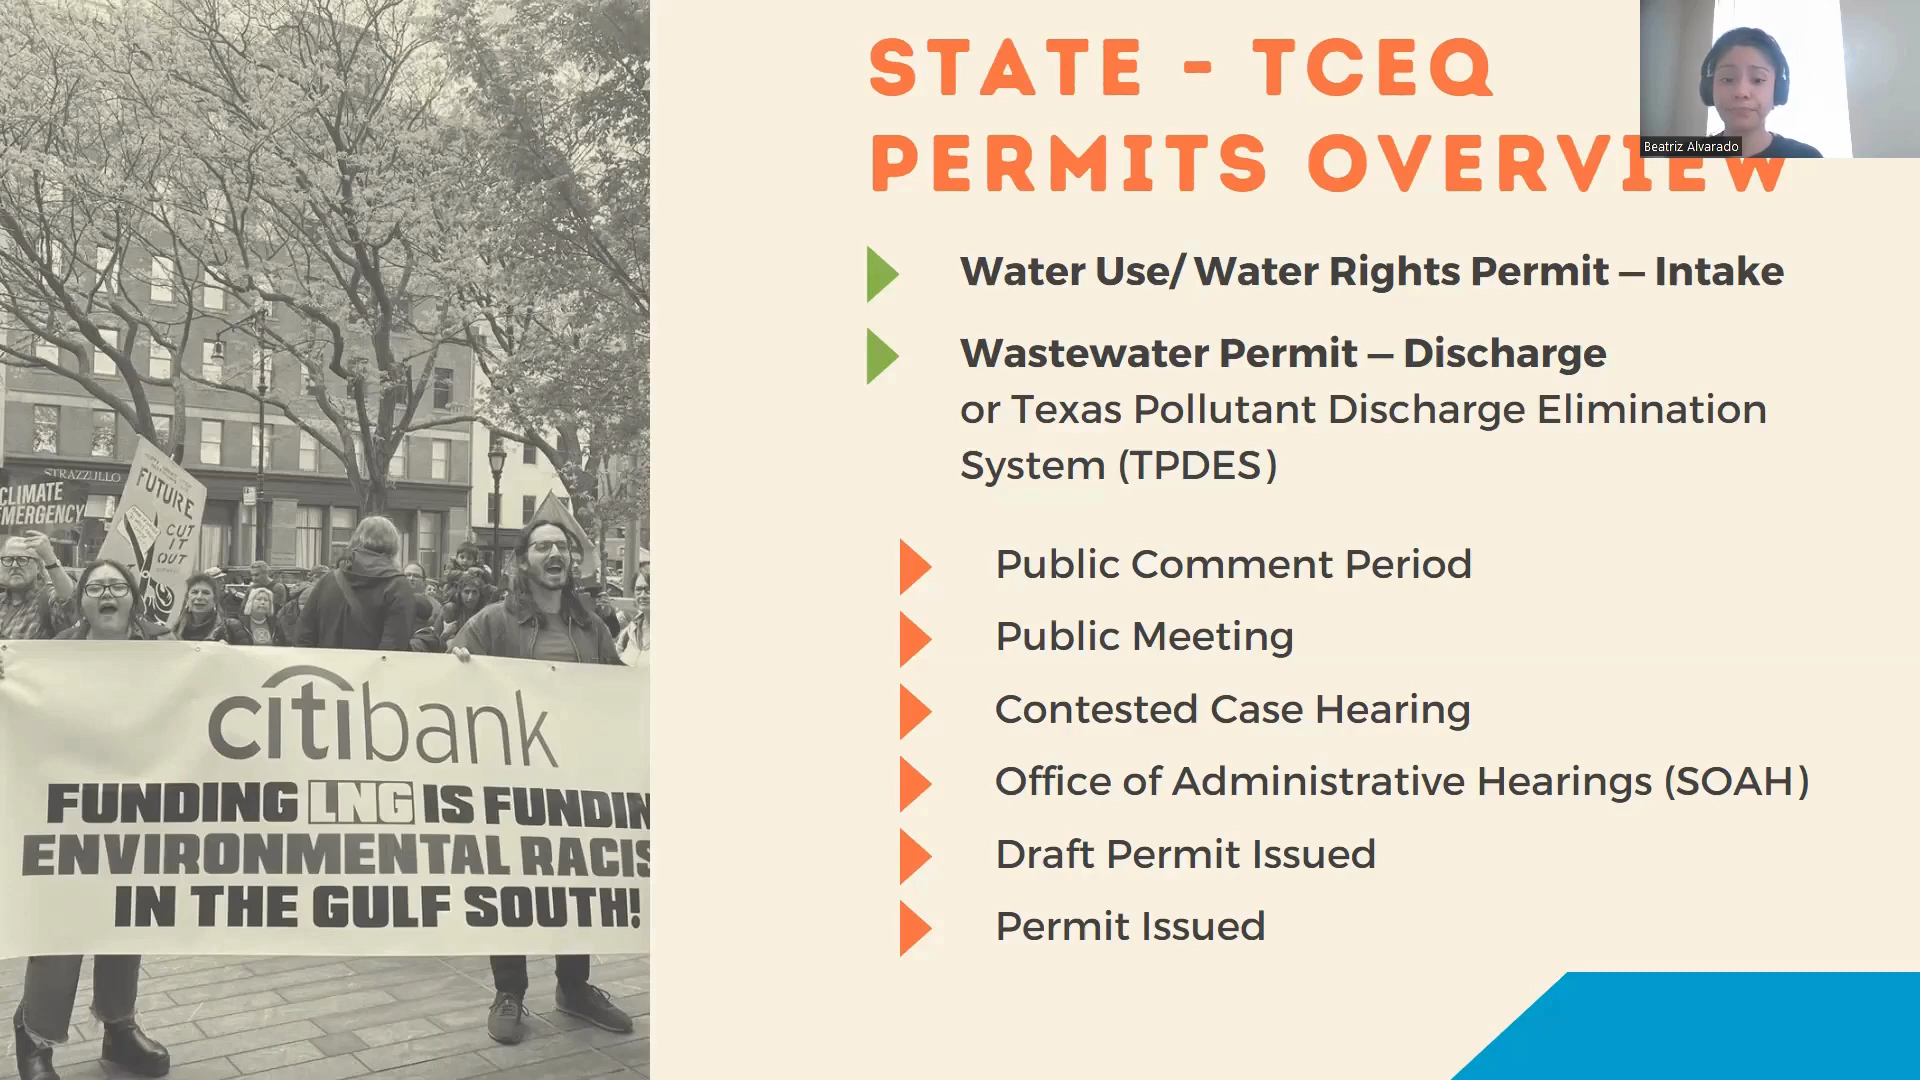 STATE - TCEQ
PERMITS OVERVIEW
Beatriz Alvarado
Water Use/ Water Rights Permit – Intake
Wastewater Permit – Discharge
or Texas Pollutant Discharge Elimination
System (TPDES)
Public Comment Period
Public Meeting
Contested Case Hearing
Office of Administrative Hearings (SOAH)
Draft Permit Issued
Permit Issued
STRAZZULLO
CLIMATE
EMERGENCY
FUTURE
CUT
IT
OUT
citibank
FUNDING LNG IS FUNDIN
ENVIRONMENTAL RACIS
IN THE GULF SOUTH!